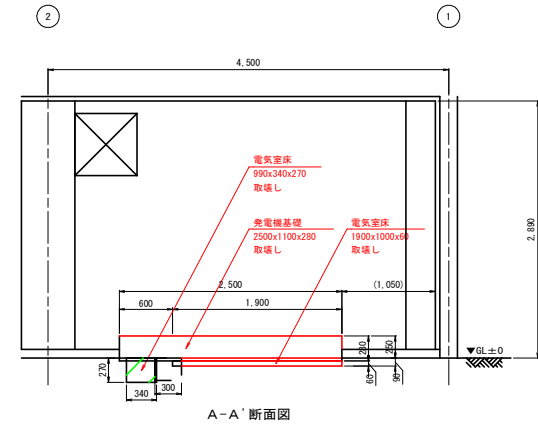 2
1
4,500
電気室床
990x340x270
取壊し
発電機基礎
2500x1100x280
取壊し
電気室床
1900x1000x60
取壊し
2,890
2,500
(1,050)
600
1,900
280
250
▼GL±0
270
60
90
300
340
A-A'断面図